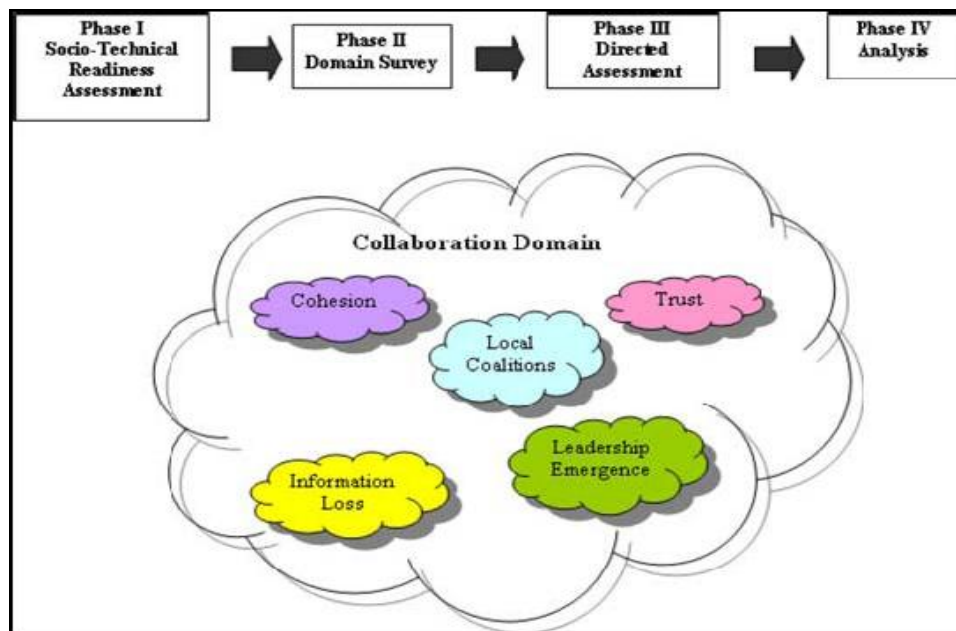 Phase I
Socio-Technical
Readiness
Assessment
Phase II
Domain Survey
Phase III
Directed
Assessment
Phase IV
Analysis
Collaboration Domain
Cohesion
Trust
Local
Coalitions
Leadership
Emergence
Information
Loss